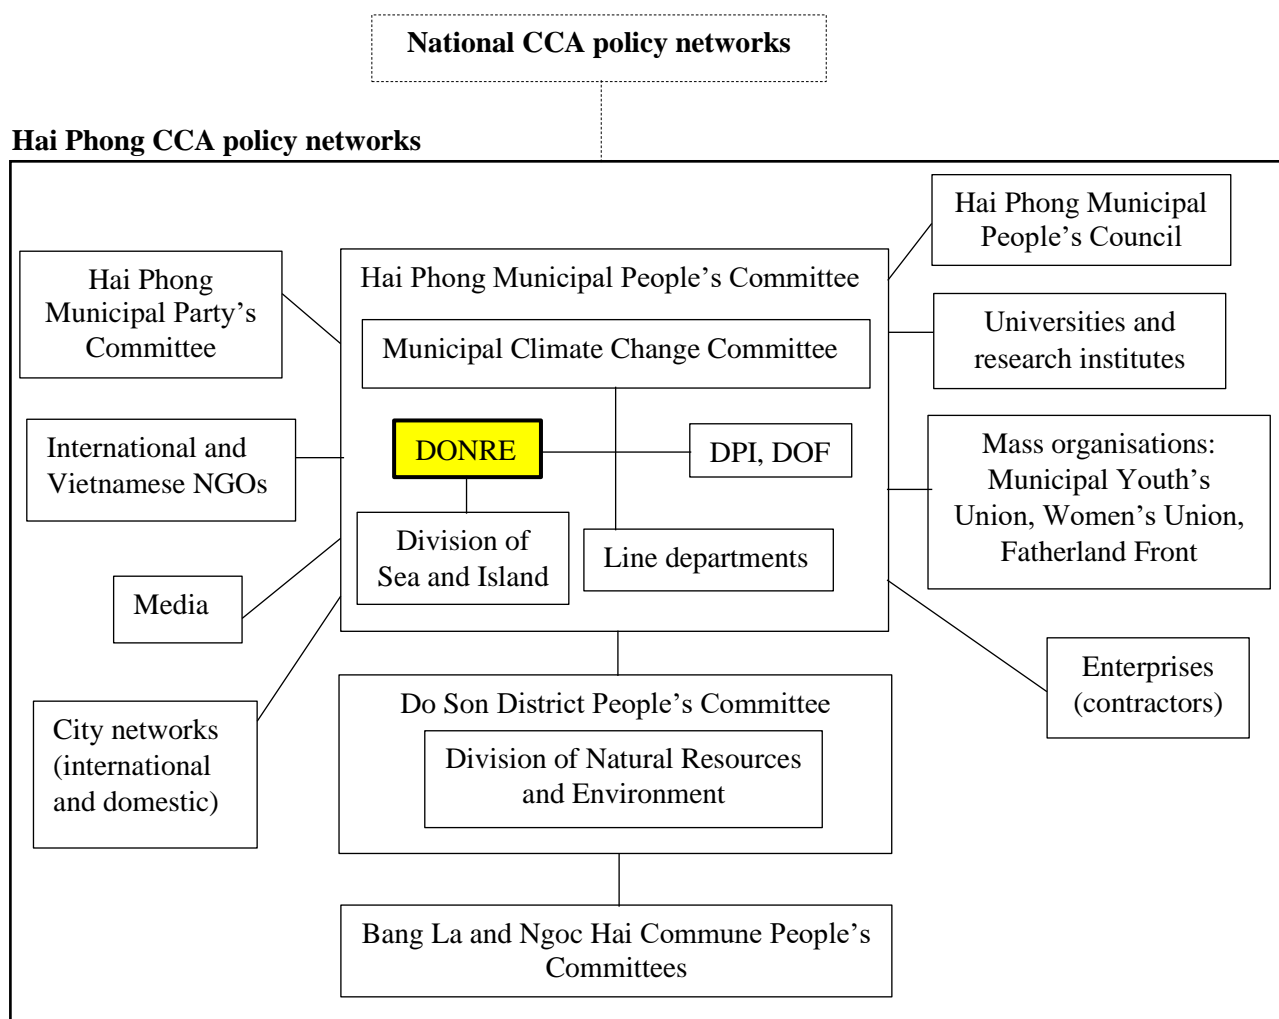 National CCA policy networks
Hai Phong CCA policy networks
Hai Phong Municipal
People’s Council
Hai Phong
Municipal Party’s
Committee
Hai Phong Municipal People’s Committee
Municipal Climate Change Committee
Universities and
research institutes
International and
Vietnamese NGOs
DONRE
DPI, DOF
Mass organisations:
Municipal Youth’s
Union, Women’s Union,
Fatherland Front
Division of
Sea and Island
Line departments
Media
Enterprises
(contractors)
City networks
(international
and domestic)
Do Son District People’s Committee
Division of Natural Resources
and Environment
Bang La and Ngoc Hai Commune People’s
Committees